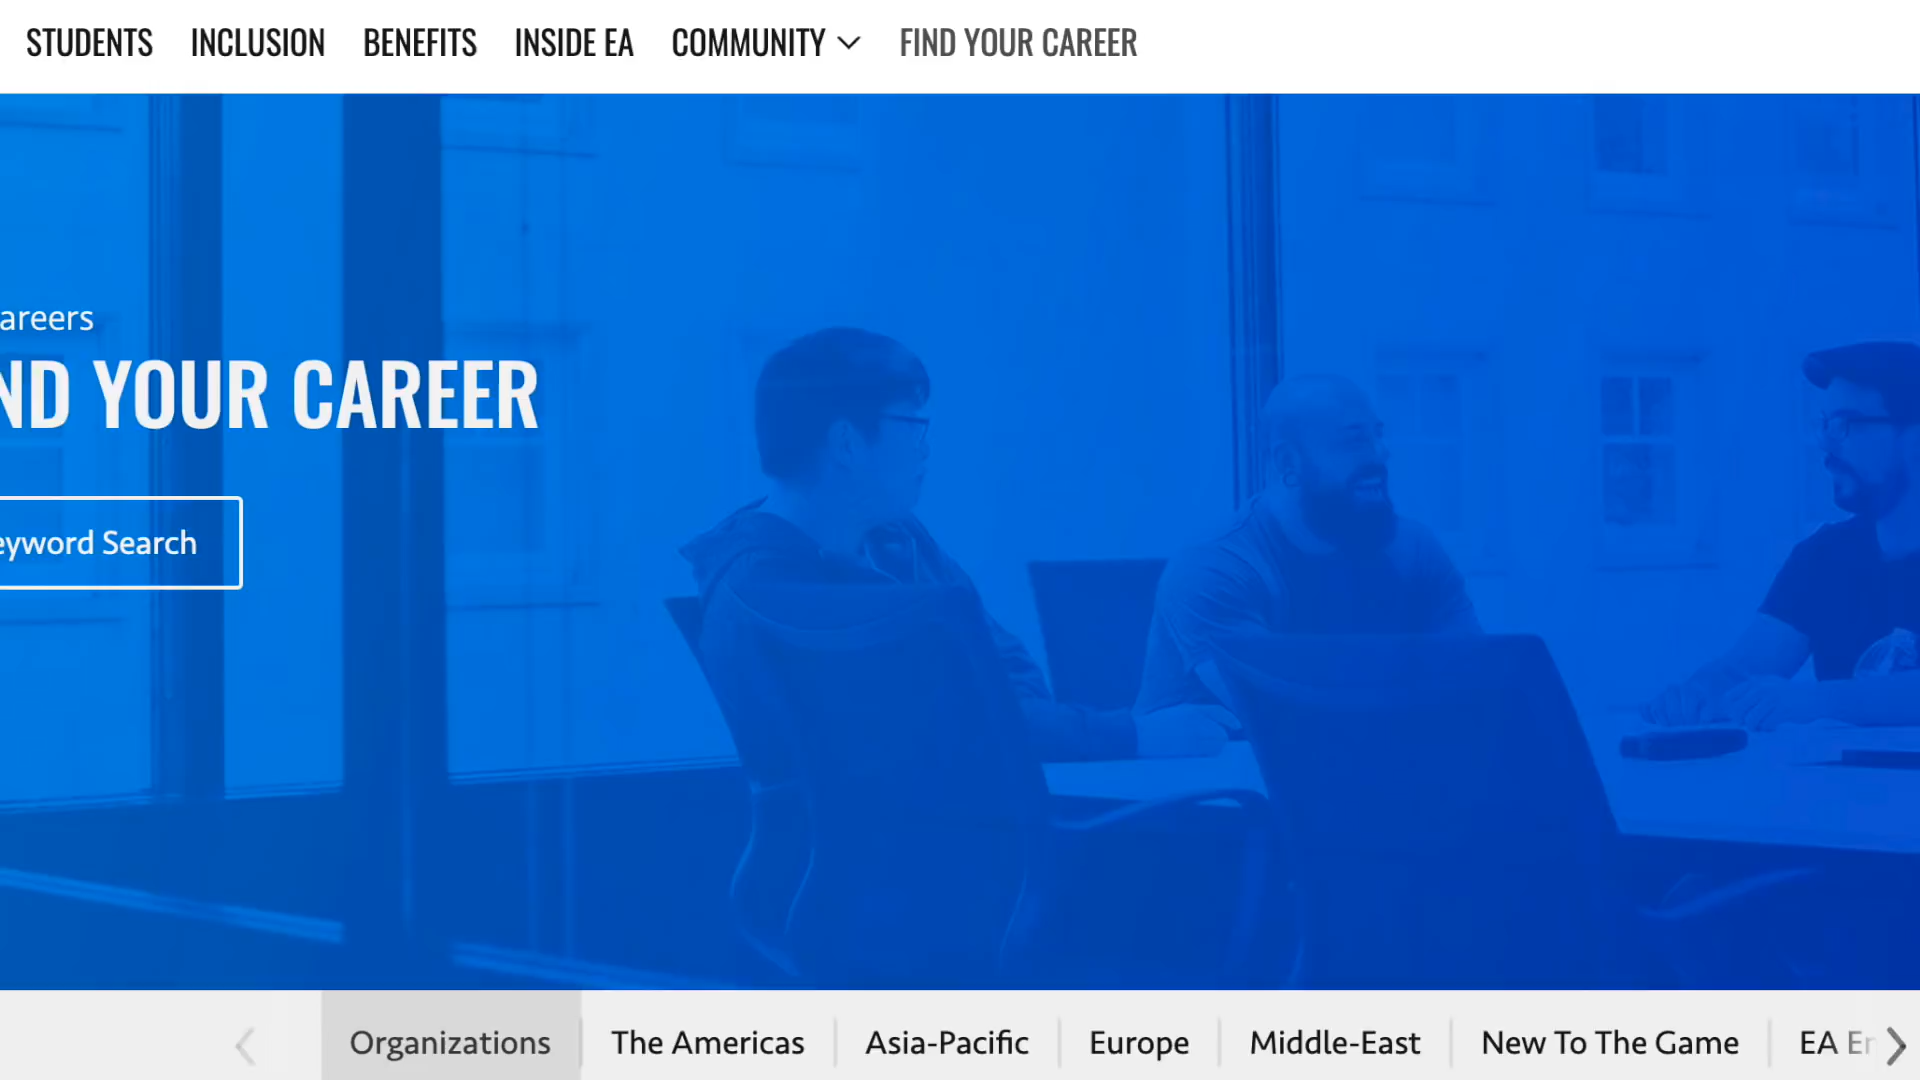 STUDENTS INCLUSION BENEFITS INSIDE EA COMMUNITY FIND YOUR CAREER
areers
ND YOUR CAREER
eyword Search
Organizations The Americas Asia-Pacific Europe Middle-East New To The Game EA